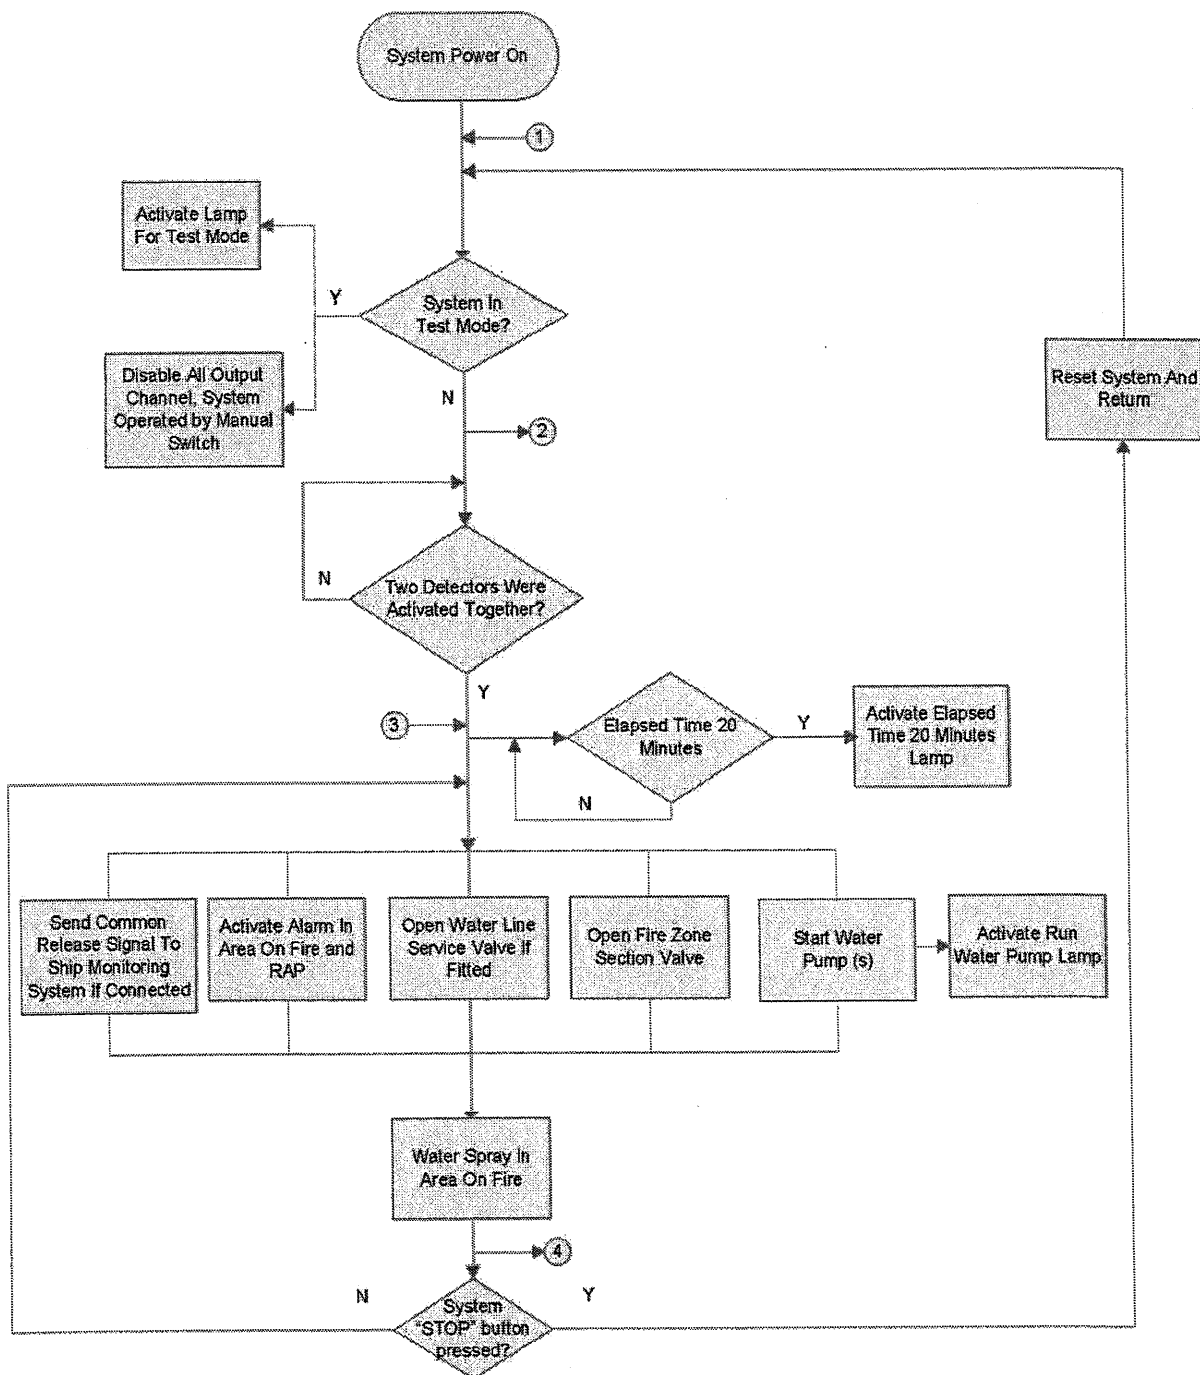 System Power On
1
Activate Lamp
For Test Mode
Y
System In
Test Mode?
Disable All Output
Channel, System
Operated by Manual
Switch
N
2
Reset System And
Return
N
Two Detectors Were
Activated Together?
Y
3
Elapsed Time 20
Minutes
Y
Activate Elapsed
Time 20 Minutes
Lamp
N
Send Common
Release Signal To
Ship Monitoring
System If Connected
Activate Alarm In
Area On Fire and
RAP
Open Water Line
Service Valve If
Fitted
Open Fire Zone
Section Valve
Start Water
Pump (s)
Activate Run
Water Pump Lamp
Water Spray In
Area On Fire
4
N
Y
System
"STOP" button
pressed?